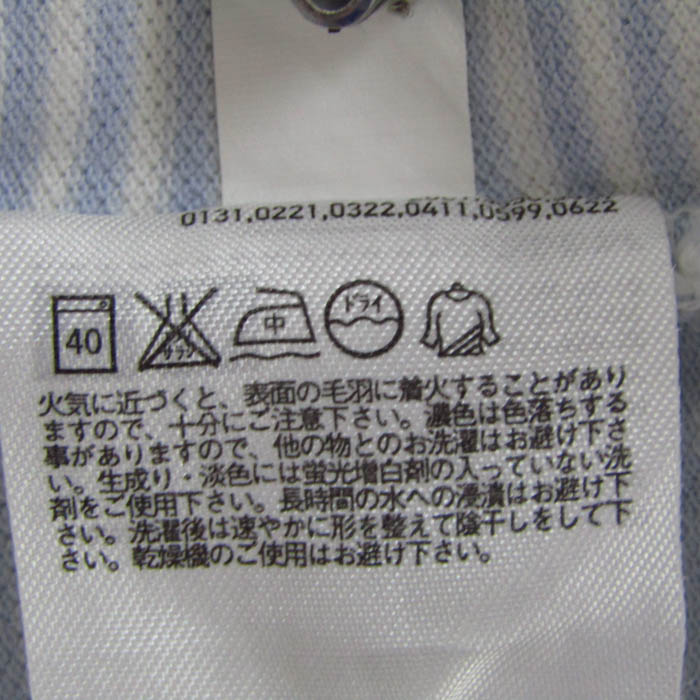 0131,0221,0322,0411,0599,0622
40 サラシ 中 ドライ
火気に近づくと、表面の毛羽に着火することがあり
ますので、十分にご注意下さい。濃色は色落ちする
事がありますので、他の物とのお洗濯はお避け下さ
い。生成り・淡色には蛍光増白剤の入っていない洗
剤をご使用下さい。長時間の水への浸漬はお避け下
さい。洗濯後は速やかに形を整えて陰干しをして下
さい。乾燥機のご使用はお避け下さい。